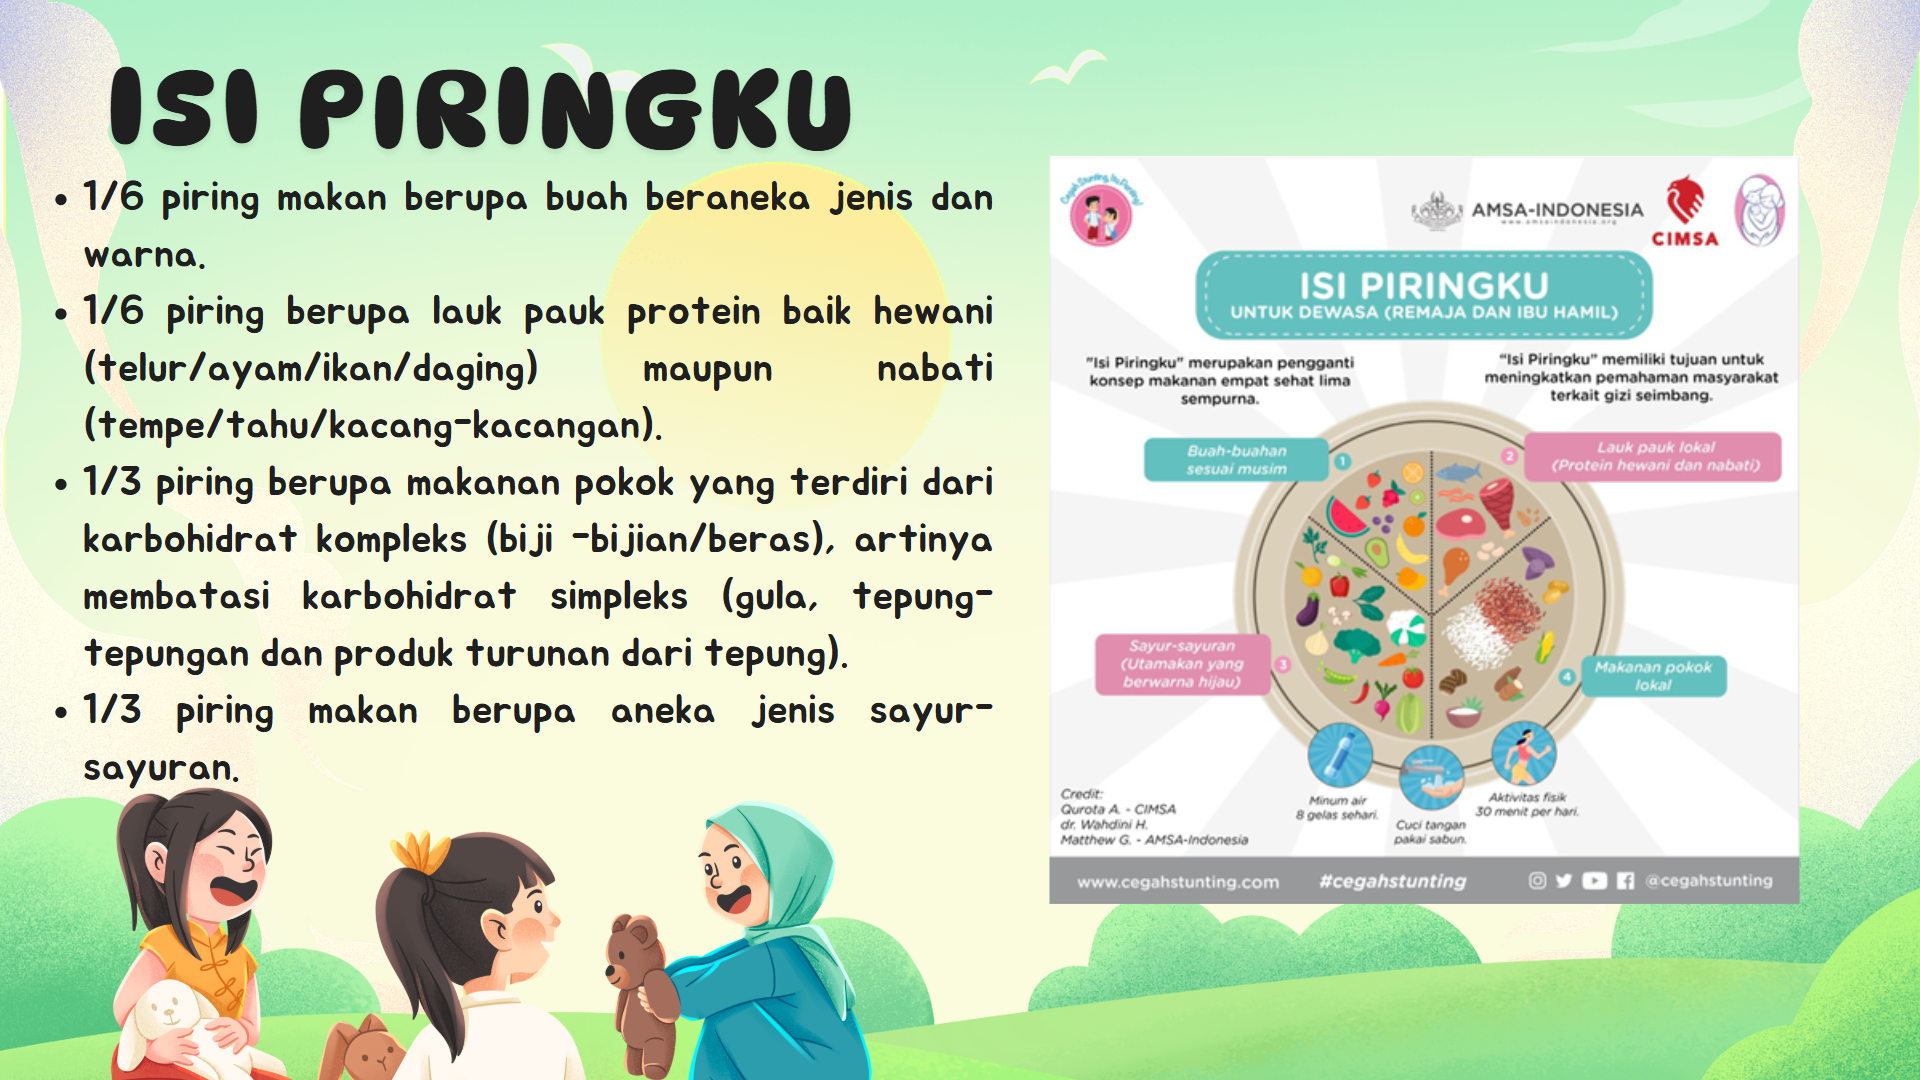 ISI PIRINGKU
• 1/6 piring makan berupa buah beraneka jenis dan
warna.
• 1/6 piring berupa lauk pauk protein baik hewani
(telur/ayam/ikan/daging) maupun nabati
(tempe/tahu/kacang-kacangan).
• 1/3 piring berupa makanan pokok yang terdiri dari
karbohidrat kompleks (biji -bijian/beras), artinya
membatasi karbohidrat simpleks (gula, tepung-
tepungan dan produk turunan dari tepung).
• 1/3 piring makan berupa aneka jenis sayur-
sayuran.
Cegah Stunting, Itu Penting!
AMSA-INDONESIA
www.amsaindonesia.org
CIMSA
ISI PIRINGKU
UNTUK DEWASA (REMAJA DAN IBU HAMIL)
"Isi Piringku" merupakan pengganti
konsep makanan empat sehat lima
sempurna.
"Isi Piringku" memiliki tujuan untuk
meningkatkan pemahaman masyarakat
terkait gizi seimbang.
Buah-buahan
sesuai musim
1
2
Lauk pauk lokal
(Protein hewani dan nabati)
Sayur-sayuran
(Utamakan yang
berwarna hijau)
3
4
Makanan pokok
lokal
Minum air
8 gelas sehari.
Cuci tangan
pakai sabun.
Aktivitas fisik
30 menit per hari.
Credit:
Qurota A. - CIMSA
dr. Wahdini H.
Matthew G. - AMSA-Indonesia
www.cegahstunting.com
#cegahstunting
@cegahstunting